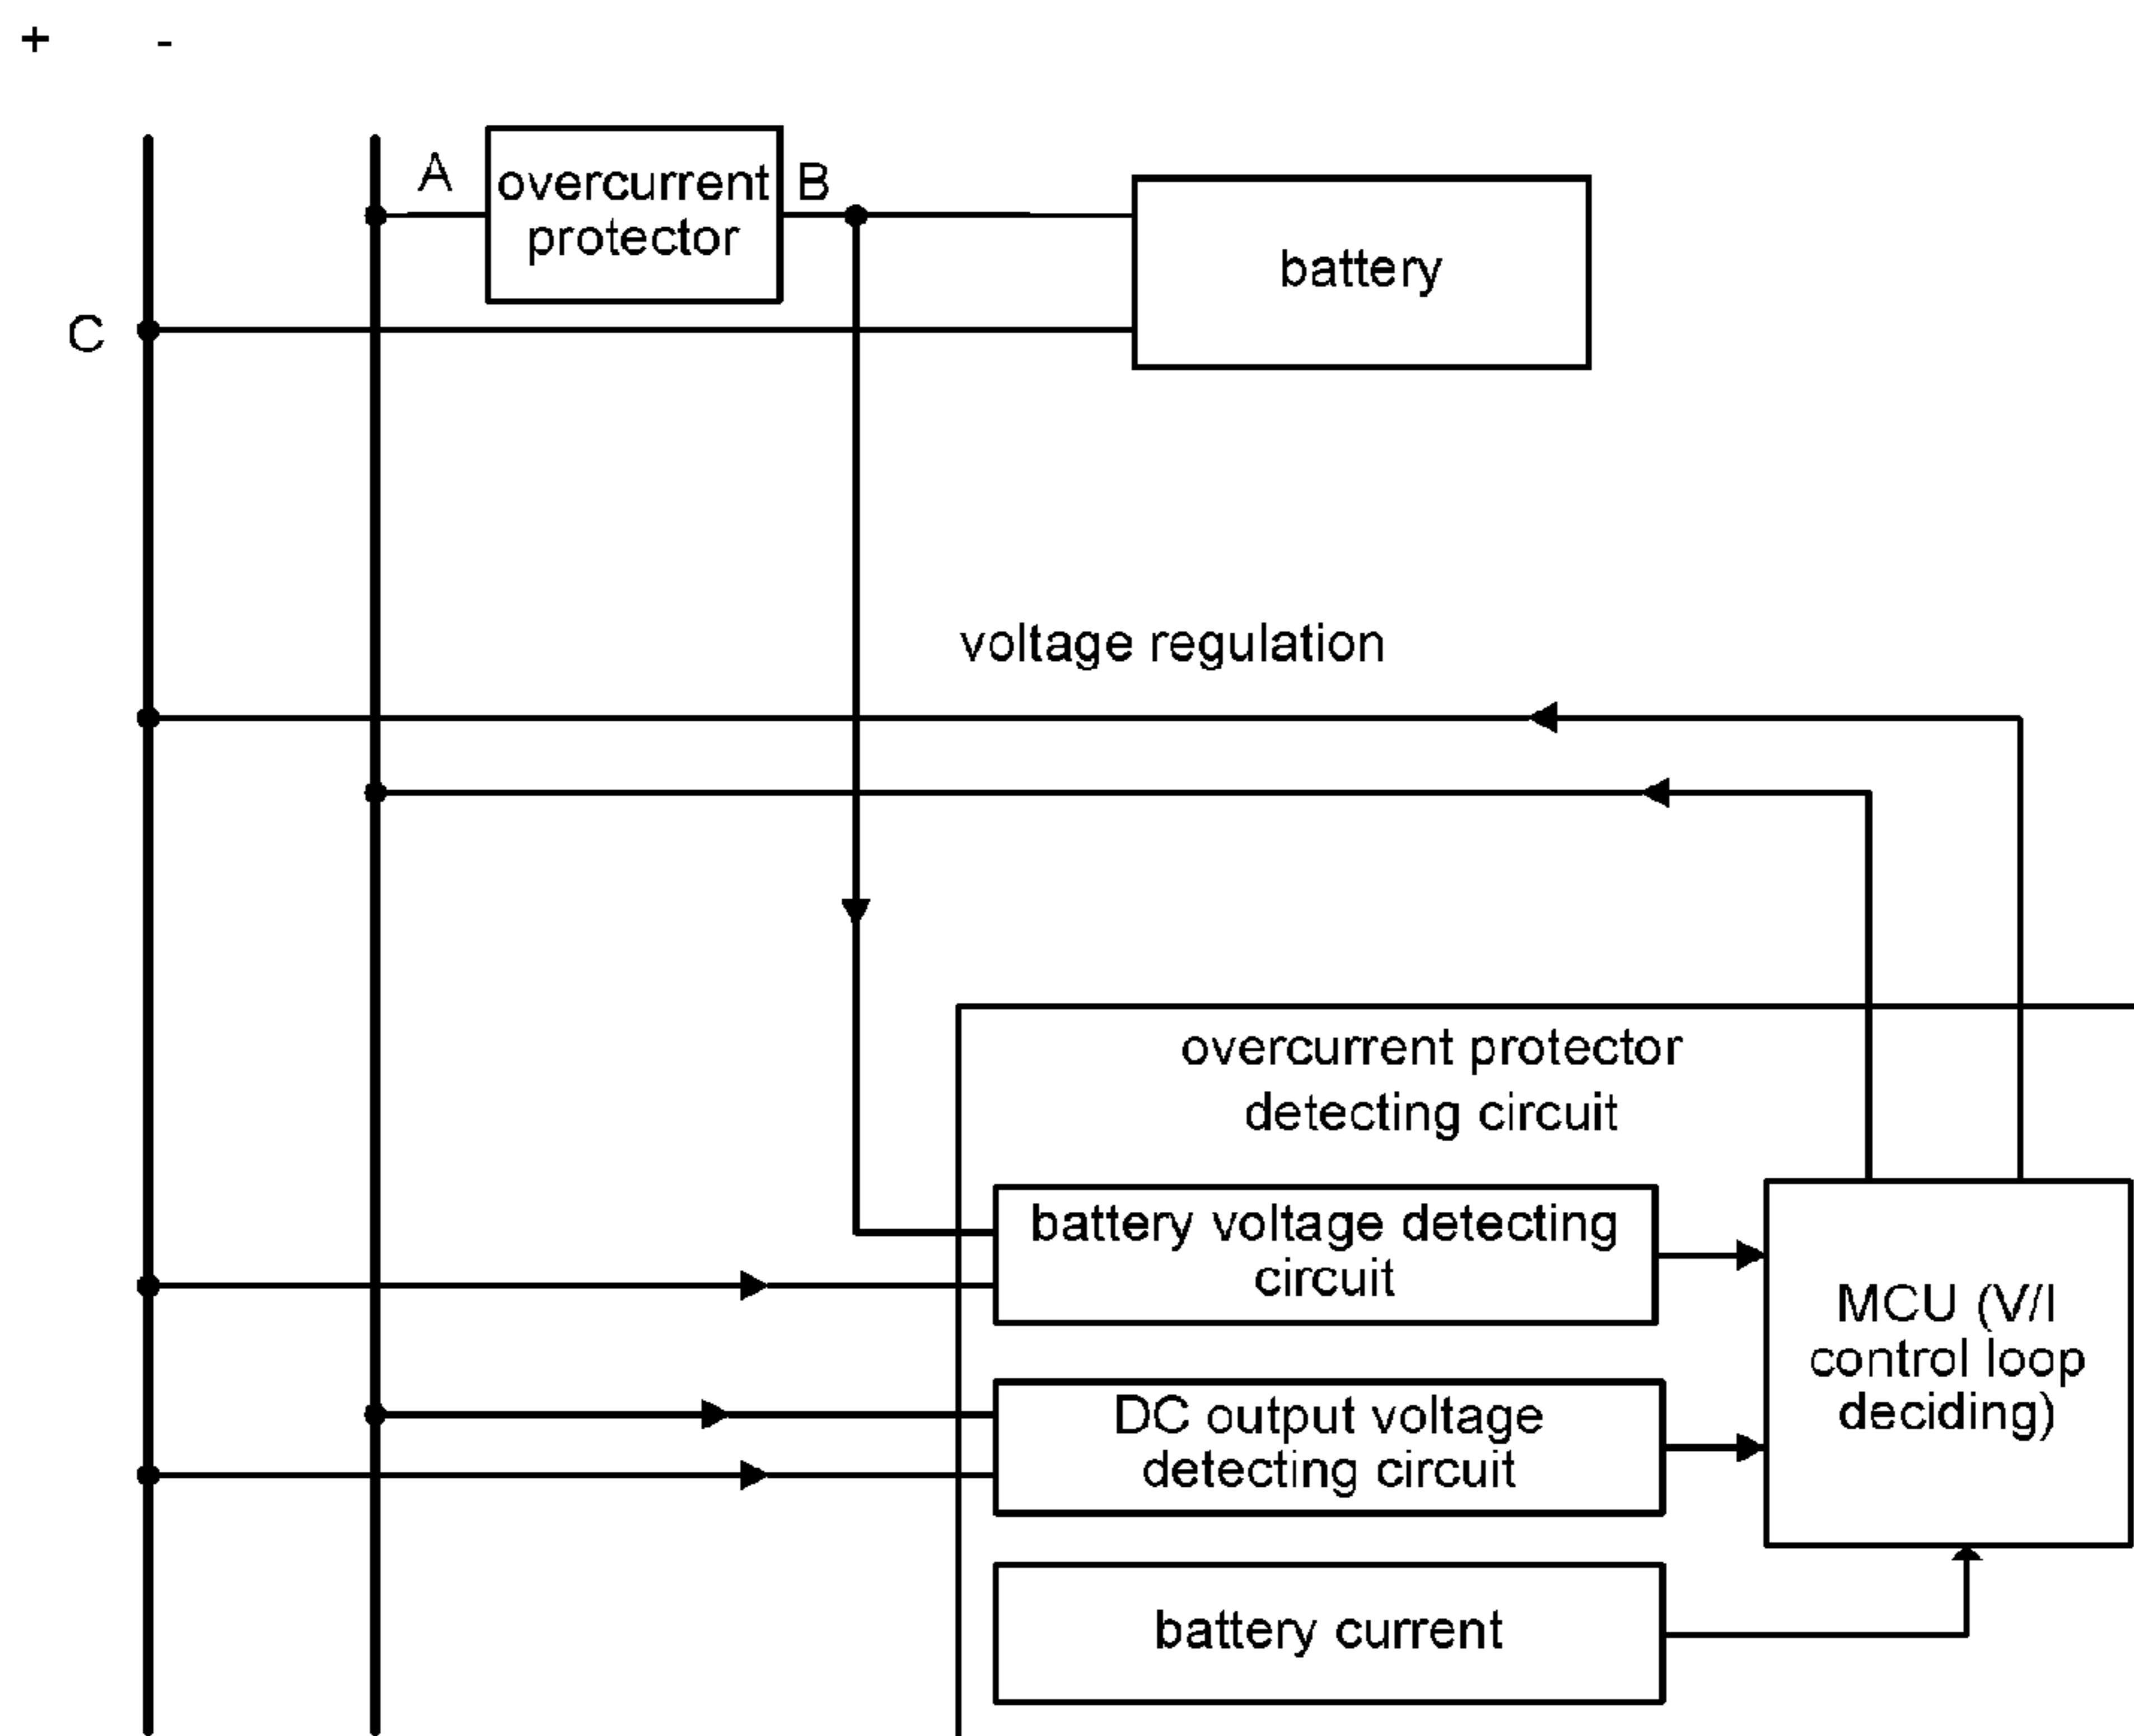 + -
A
overcurrent
protector
B
battery
C
voltage regulation
overcurrent protector
detecting circuit
battery voltage detecting
circuit
MCU (V/I
control loop
deciding)
DC output voltage
detecting circuit
battery current